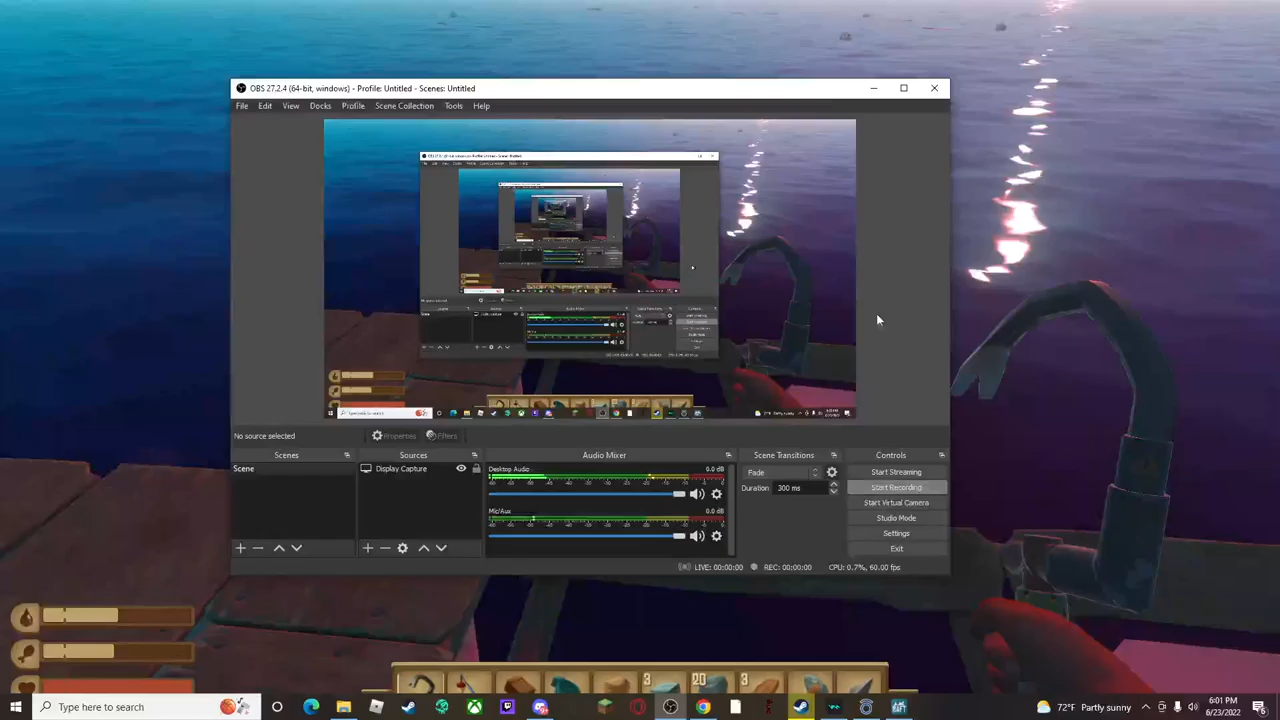 OBS 27.2.4 (64-bit, windows) - Profile: Untitled - Scenes: Untitled
File Edit View Docks Profile Scene Collection Tools Help
No source selected
Properties
Filters
Scenes
Sources
Audio Mixer
Scene Transitions
Controls
Scene
Display Capture
Desktop Audio
0.0 dB
Mic/Aux
0.0 dB
Fade
Duration 300 ms
Start Streaming
Start Recording
Start Virtual Camera
Studio Mode
Settings
Exit
LIVE: 00:00:00
REC: 00:00:00
CPU: 0.7%, 60.00 fps
3 20 3
Type here to search
72°F Partly sunny
6:01 PM
6/23/2022
6